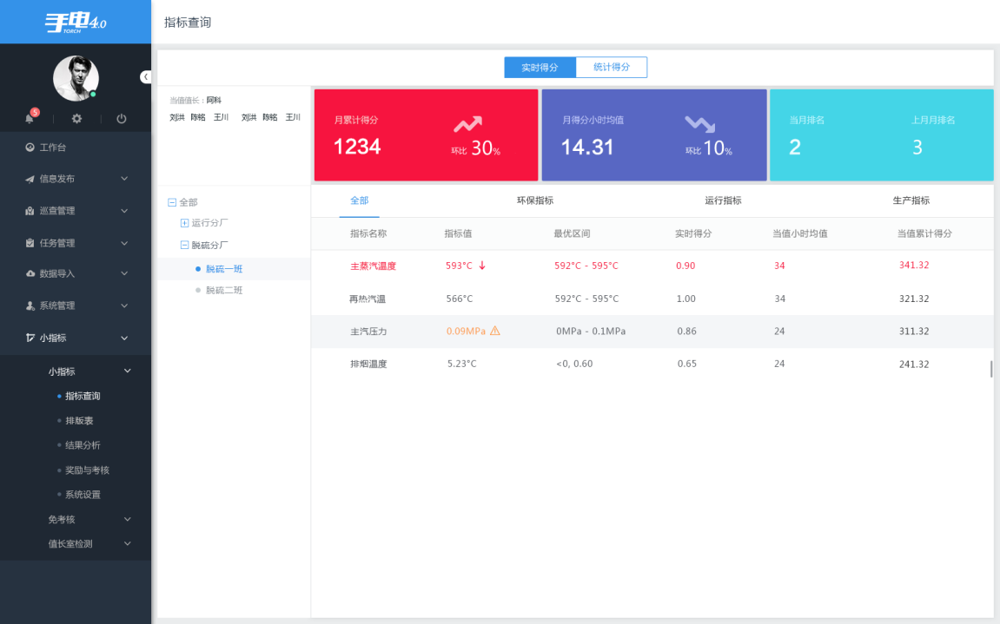 手电4.0
TORCH
5
工作台
信息发布
巡查管理
任务管理
数据导入
系统管理
小指标
小指标
指标查询
排版表
结果分析
奖励与考核
系统设置
免考核
值长室检测
指标查询
实时得分 统计得分
当值值长：阿科
刘洪 陈铭 王川 刘洪 陈铭 王川
全部
运行分厂
脱硫分厂
脱硫一班
脱硫二班
月累计得分
1234
环比 30%
月得分小时均值
14.31
环比 10%
当月排名 上月月排名
2 3
全部 环保指标 运行指标 生产指标
指标名称 指标值 最优区间 实时得分 当值小时均值 当值累计得分
主蒸汽温度 593°C 592°C - 595°C 0.90 34 341.32
再热汽温 566°C 592°C - 595°C 1.00 34 321.32
主汽压力 0.09MPa 0MPa - 0.1MPa 0.86 24 311.32
排烟温度 5.23°C <0, 0.60 0.65 24 241.32